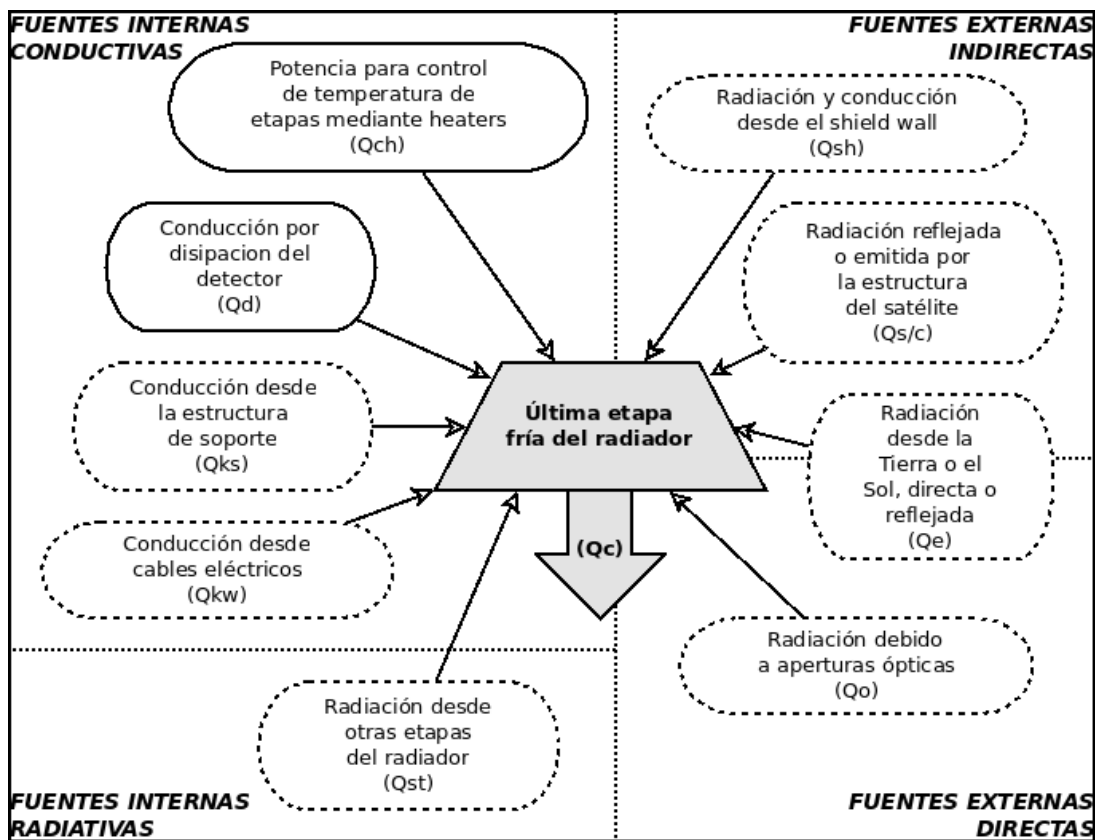 FUENTES INTERNAS
CONDUCTIVAS
FUENTES EXTERNAS
INDIRECTAS
Potencia para control
de temperatura de
etapas mediante heaters
(Qch)
Radiación y conducción
desde el shield wall
(Qsh)
Conducción por
disipacion del
detector
(Qd)
Radiación reflejada
o emitida por
la estructura
del satélite
(Qs/c)
Conducción desde
la estructura
de soporte
(Qks)
Última etapa
fría del radiador
Radiación
desde la
Tierra o el
Sol, directa o
reflejada
(Qe)
Conducción desde
cables eléctricos
(Qkw)
(Qc)
Radiación debido
a aperturas ópticas
(Qo)
Radiación desde
otras etapas
del radiador
(Qst)
FUENTES INTERNAS
RADIATIVAS
FUENTES EXTERNAS
DIRECTAS